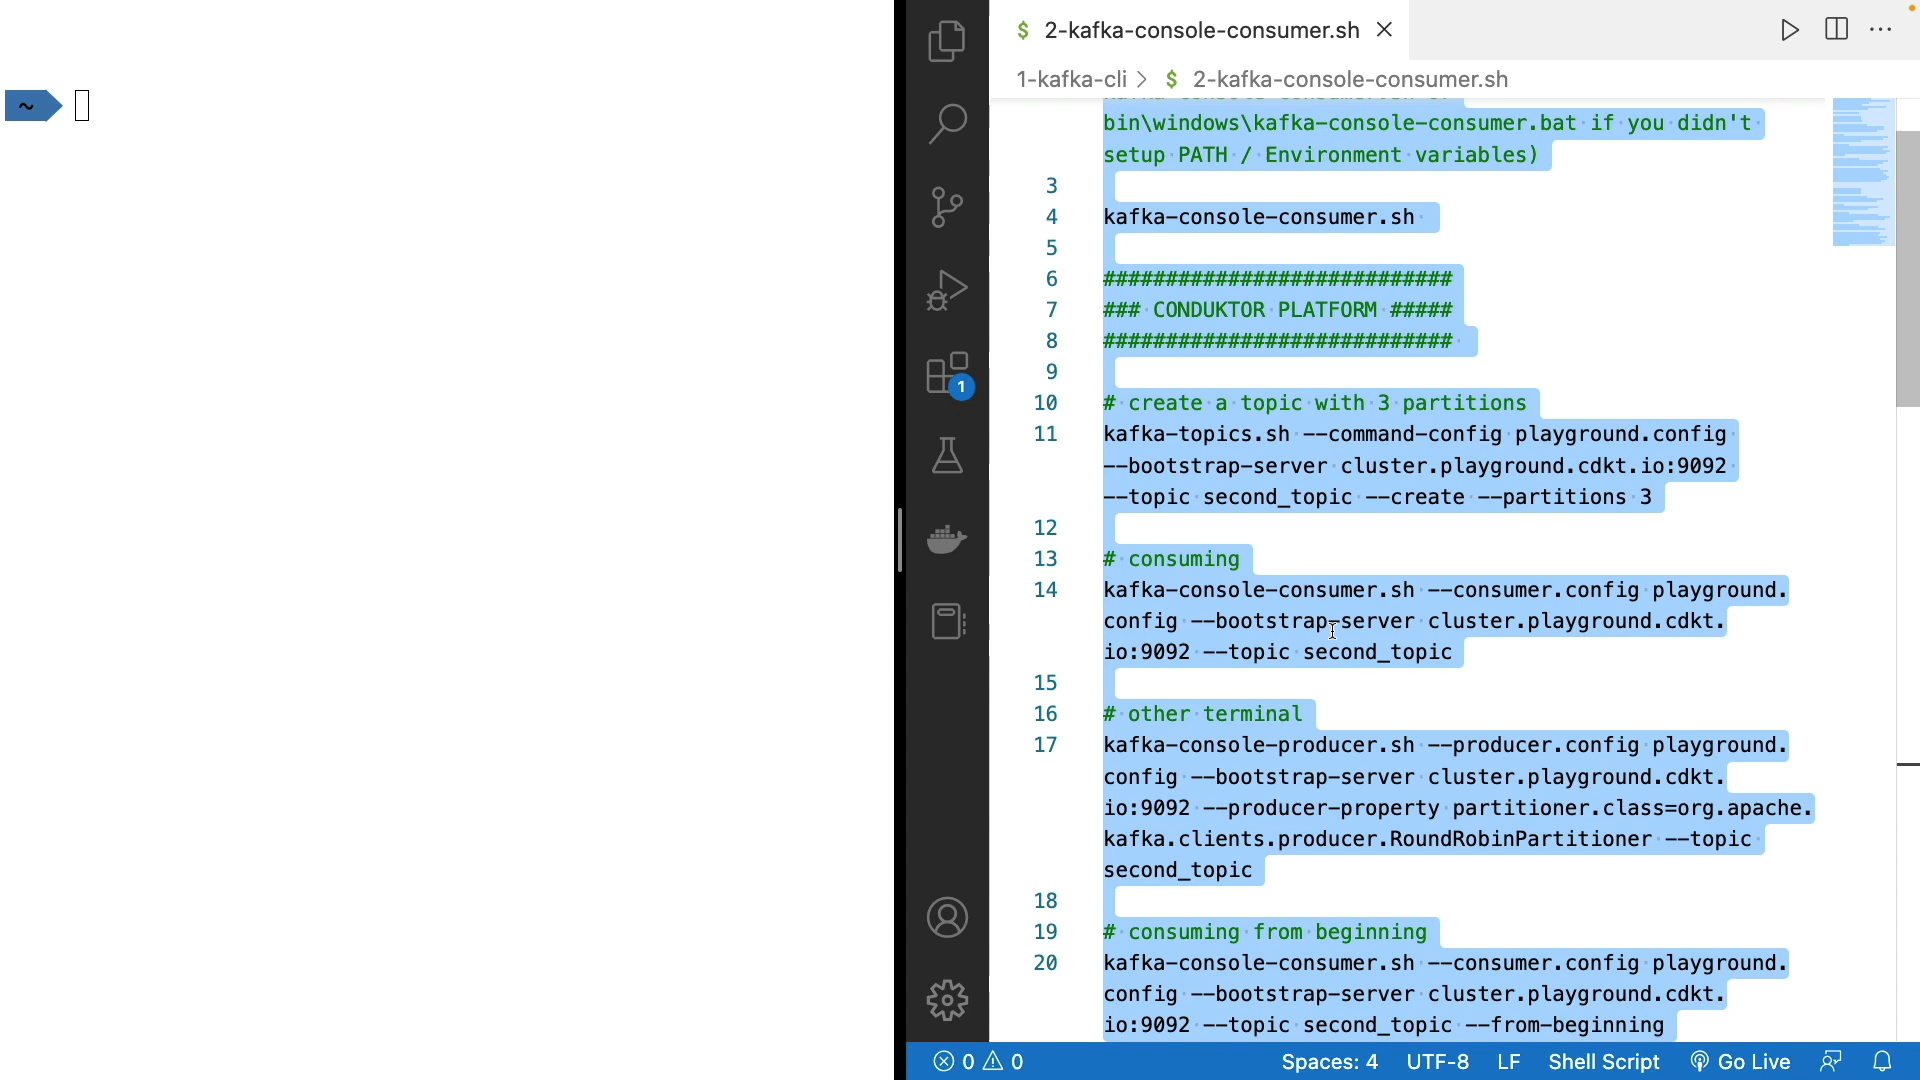 ~
$ 2-kafka-console-consumer.sh
1-kafka-cli > $ 2-kafka-console-consumer.sh
bin\windows\kafka-console-consumer.bat if you didn't
setup PATH / Environment variables)
3
4 kafka-console-consumer.sh
5
6 ############################
7 ### CONDUKTOR PLATFORM #####
8 ############################
9
10 # create a topic with 3 partitions
11 kafka-topics.sh --command-config playground.config
--bootstrap-server cluster.playground.cdkt.io:9092
--topic second_topic --create --partitions 3
12
13 # consuming
14 kafka-console-consumer.sh --consumer.config playground.
config --bootstrap-server cluster.playground.cdkt.
io:9092 --topic second_topic
15
16 # other terminal
17 kafka-console-producer.sh --producer.config playground.
config --bootstrap-server cluster.playground.cdkt.
io:9092 --producer-property partitioner.class=org.apache.
kafka.clients.producer.RoundRobinPartitioner --topic
second_topic
18
19 # consuming from beginning
20 kafka-console-consumer.sh --consumer.config playground.
config --bootstrap-server cluster.playground.cdkt.
io:9092 --topic second_topic --from-beginning
1
0 0 Spaces: 4 UTF-8 LF Shell Script Go Live